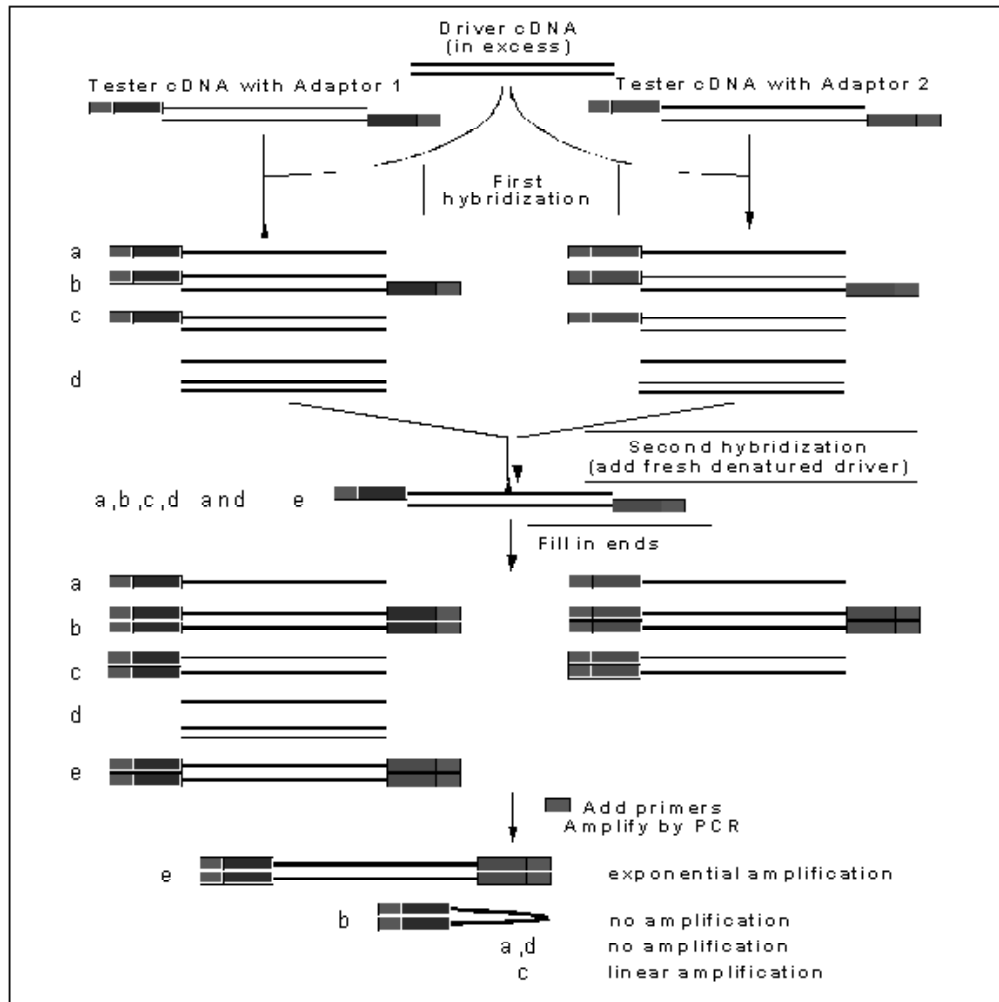 Driver cDNA
(in excess)
Tester cDNA with Adaptor 1
Tester cDNA with Adaptor 2
First
hybridization
a
b
c
d
Second hybridization
(add fresh denatured driver)
a,b,c,d and e
Fill in ends
a
b
c
d
e
Add primers
Amplify by PCR
e exponential amplification
b no amplification
a,d no amplification
c linear amplification